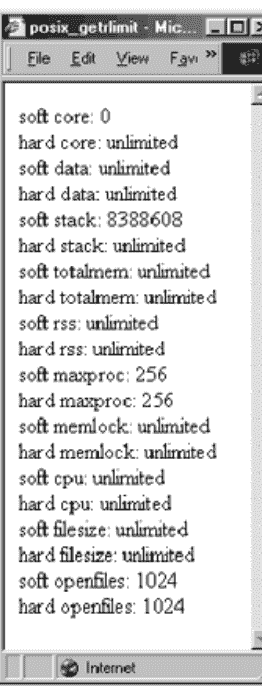 posix_getrlimit - Mic...
File Edit View Favi »
soft core: 0
hard core: unlimited
soft data: unlimited
hard data: unlimited
soft stack: 8388608
hard stack: unlimited
soft totalmem: unlimited
hard totalmem: unlimited
soft rss: unlimited
hard rss: unlimited
soft maxproc: 256
hard maxproc: 256
soft memlock: unlimited
hard memlock: unlimited
soft cpu: unlimited
hard cpu: unlimited
soft filesize: unlimited
hard filesize: unlimited
soft openfiles: 1024
hard openfiles: 1024
Internet